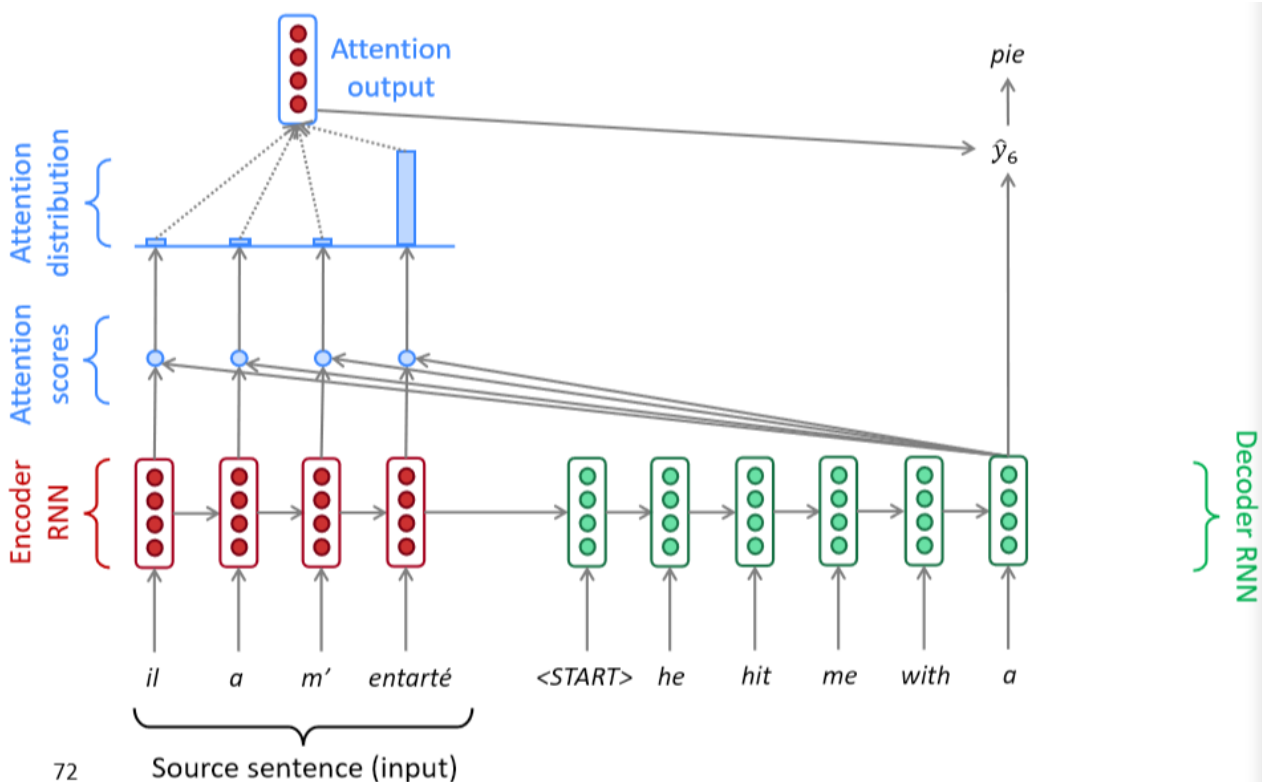 Attention
output
pie
ŷ₆
Attention
distribution
Attention
scores
Encoder
RNN
Decoder RNN
il a m’ entarté <START> he hit me with a
Source sentence (input)
72